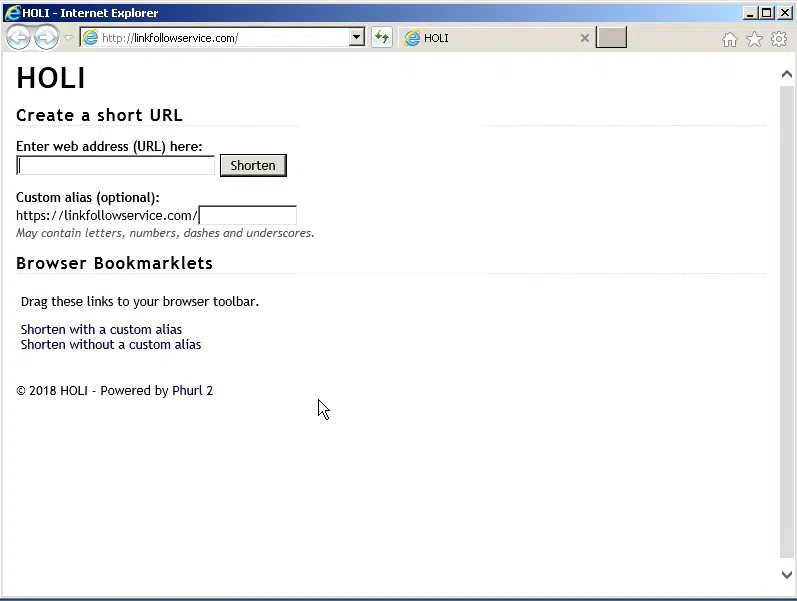 HOLI - Internet Explorer
http://linkfollowservice.com/
HOLI
HOLI
Create a short URL
Enter web address (URL) here:
Shorten
Custom alias (optional):
https://linkfollowservice.com/
May contain letters, numbers, dashes and underscores.
Browser Bookmarklets
Drag these links to your browser toolbar.
Shorten with a custom alias
Shorten without a custom alias
© 2018 HOLI - Powered by Phurl 2